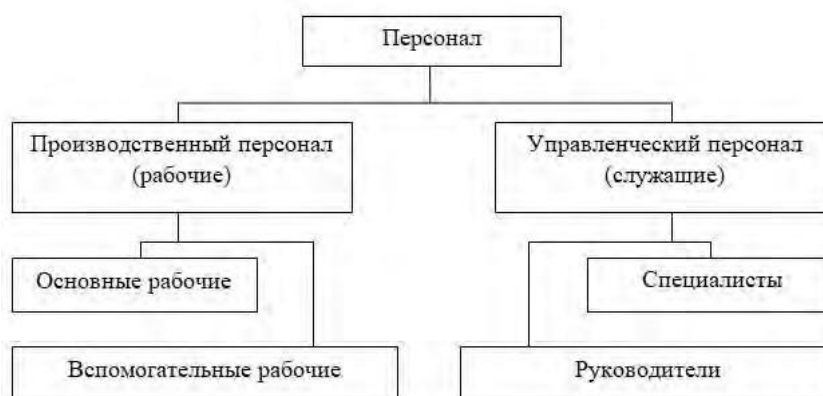 Персонал
Производственный персонал
(рабочие)
Управленческий персонал
(служащие)
Основные рабочие
Специалисты
Вспомогательные рабочие
Руководители